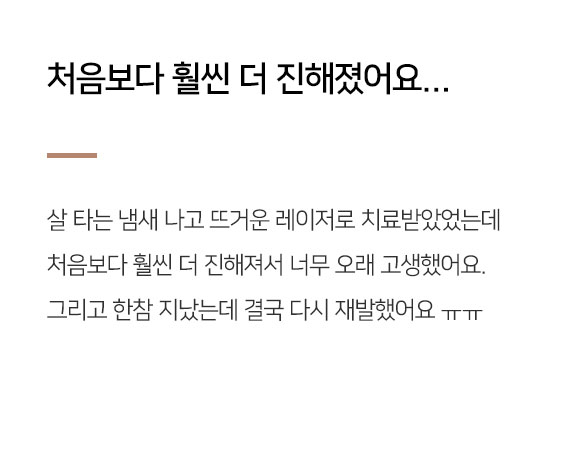 처음보다 훨씬 더 진해졌어요...
살 타는 냄새 나고 뜨거운 레이저로 치료받았었는데
처음보다 훨씬 더 진해져서 너무 오래 고생했어요.
그리고 한참 지났는데 결국 다시 재발했어요 ㅠㅠ